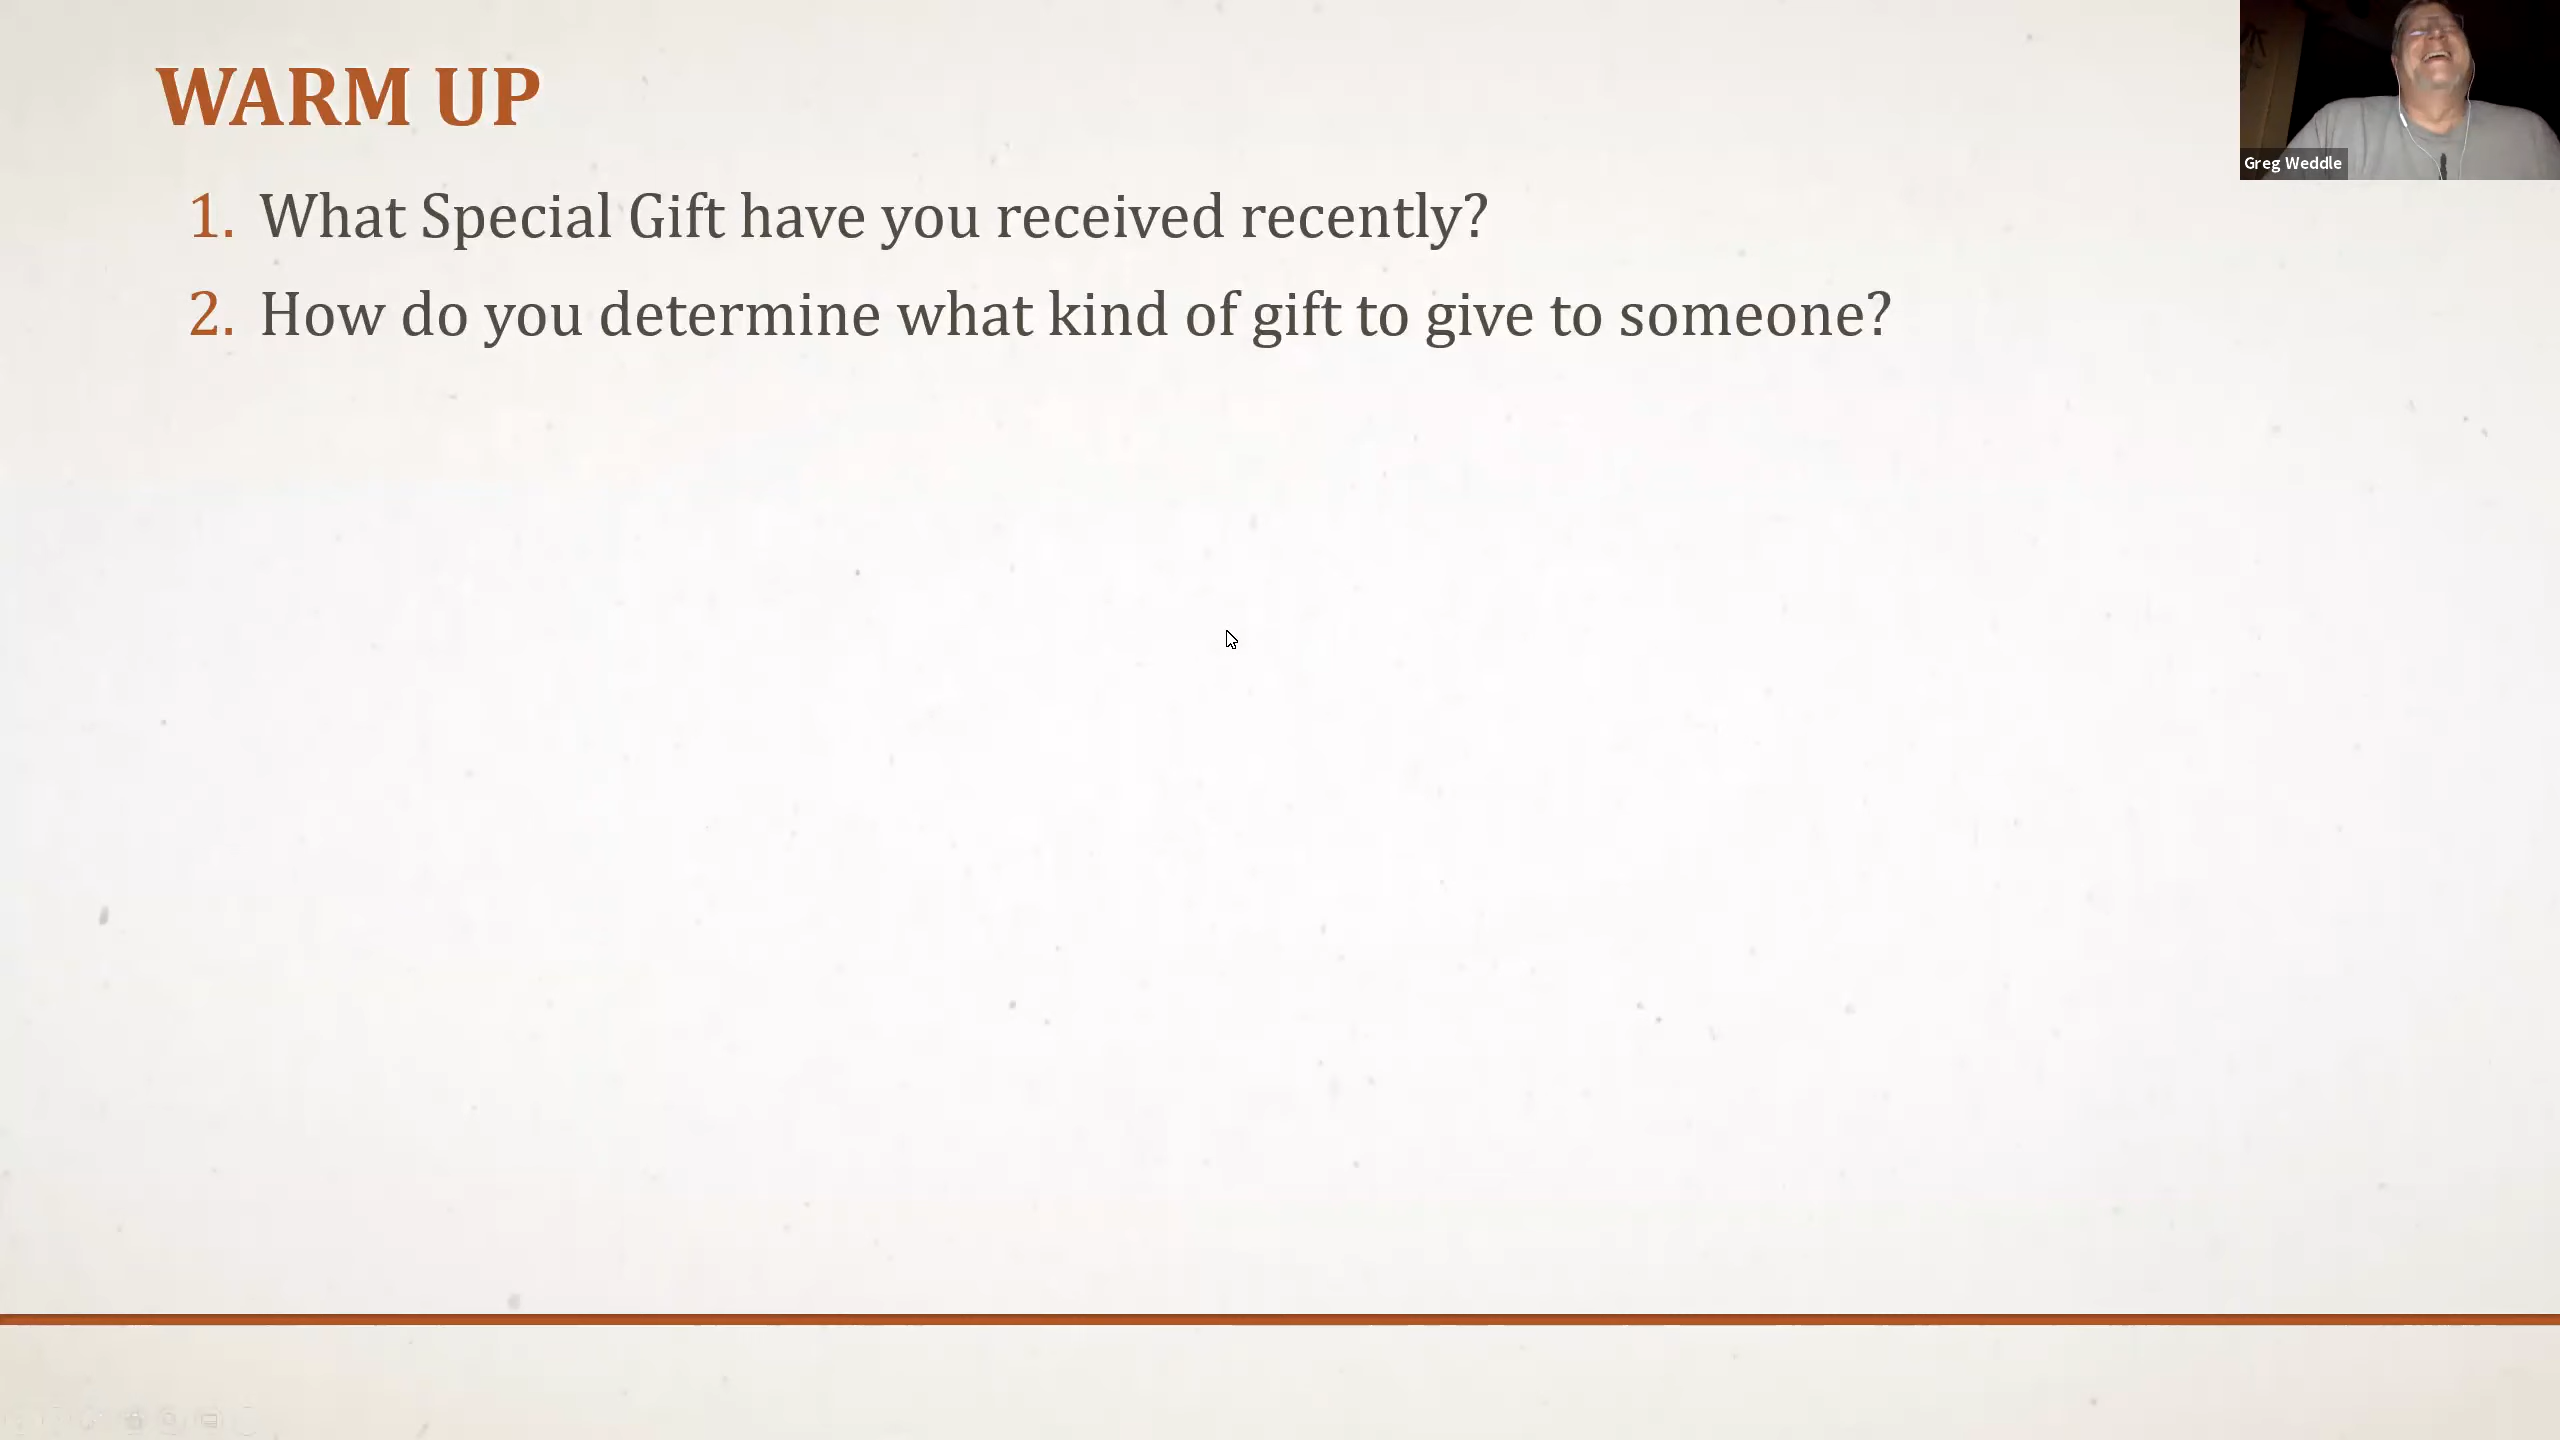 WARM UP
Greg Weddle
1. What Special Gift have you received recently?
2. How do you determine what kind of gift to give to someone?